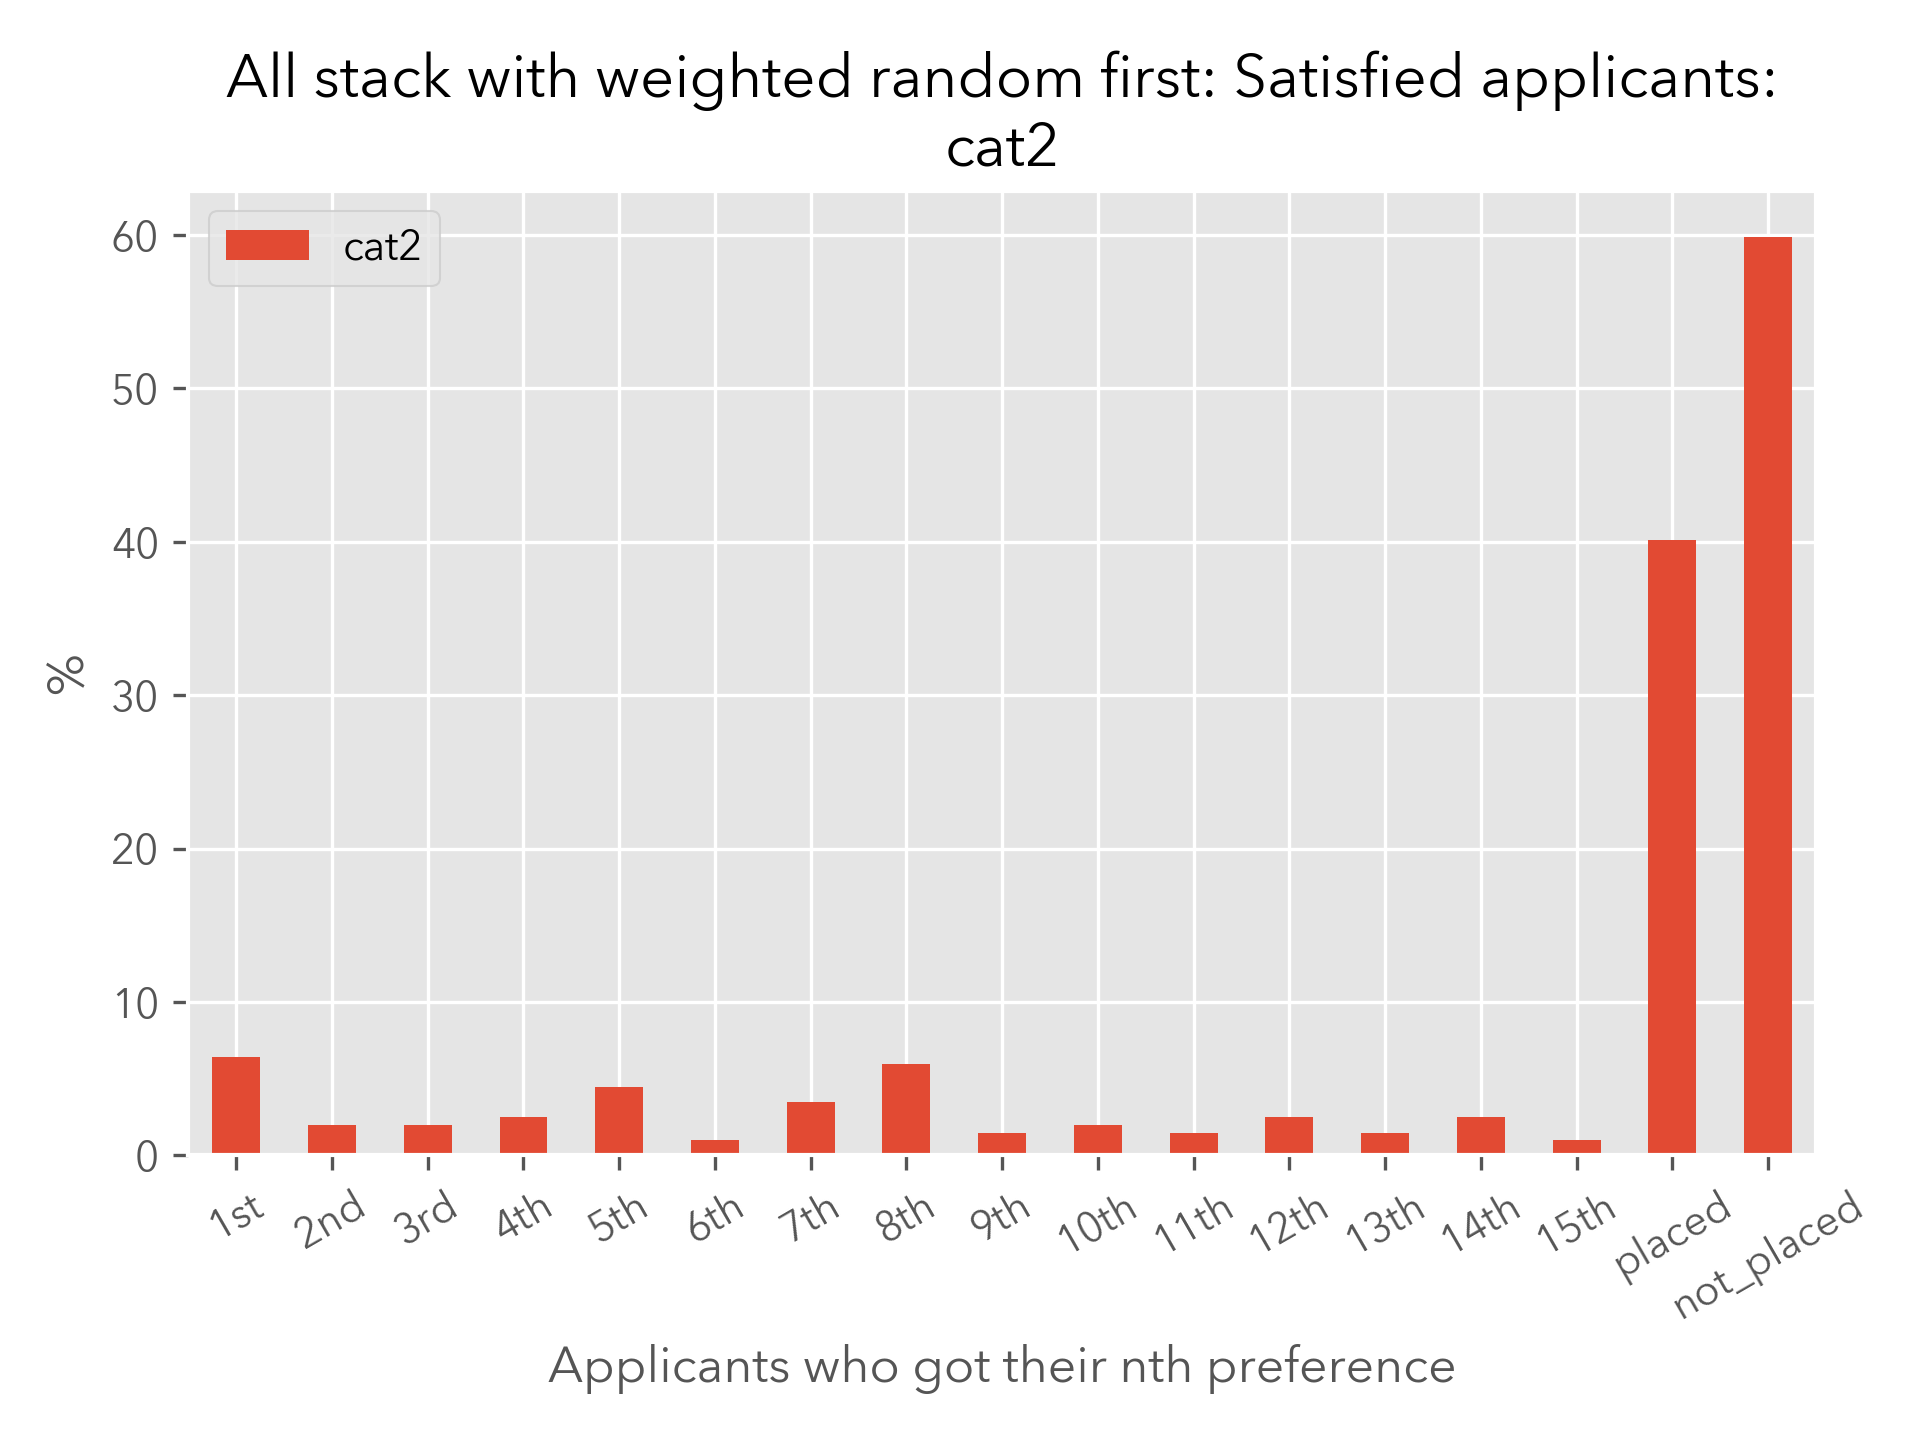 All stack with weighted random first: Satisfied applicants:
cat2
cat2
60
50
40
30
20
10
0
%
1st
2nd
3rd
4th
5th
6th
7th
8th
9th
10th
11th
12th
13th
14th
15th
placed
not_placed
Applicants who got their nth preference